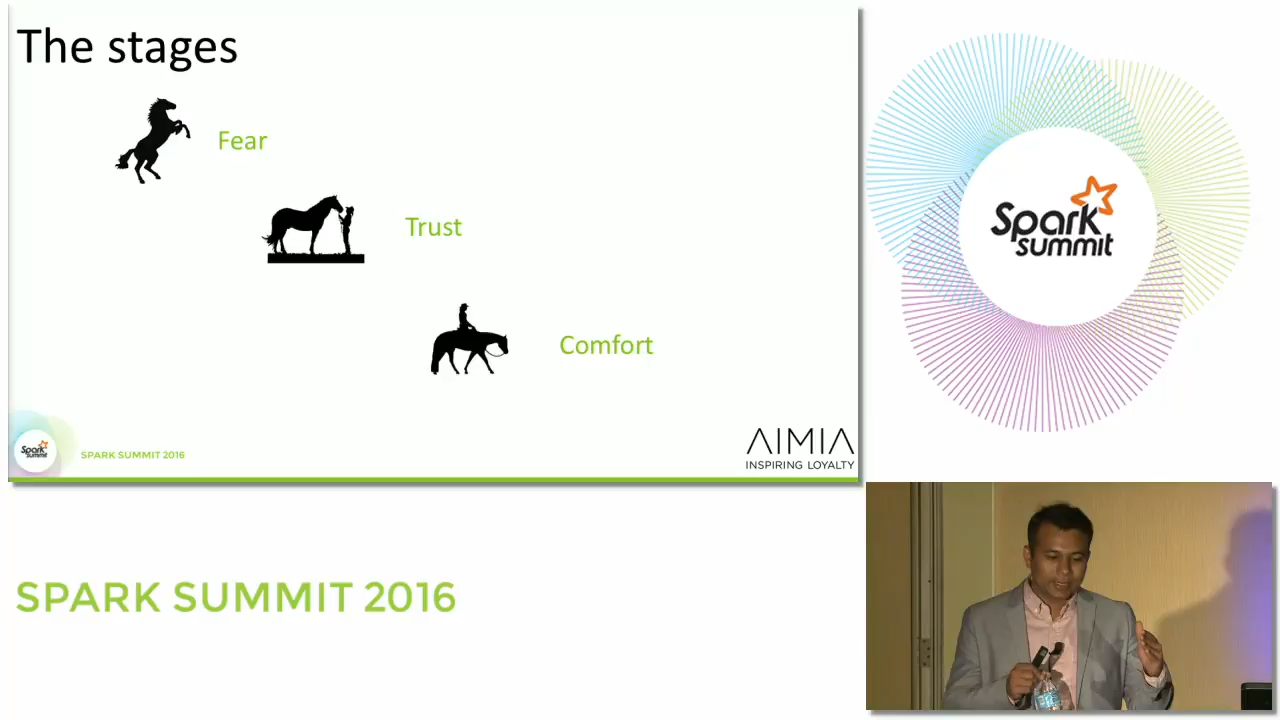 The stages
Fear
Trust
Comfort
Spark
summit
SPARK SUMMIT 2016
AIMIA
INSPIRING LOYALTY
Spark
summit
SPARK SUMMIT 2016